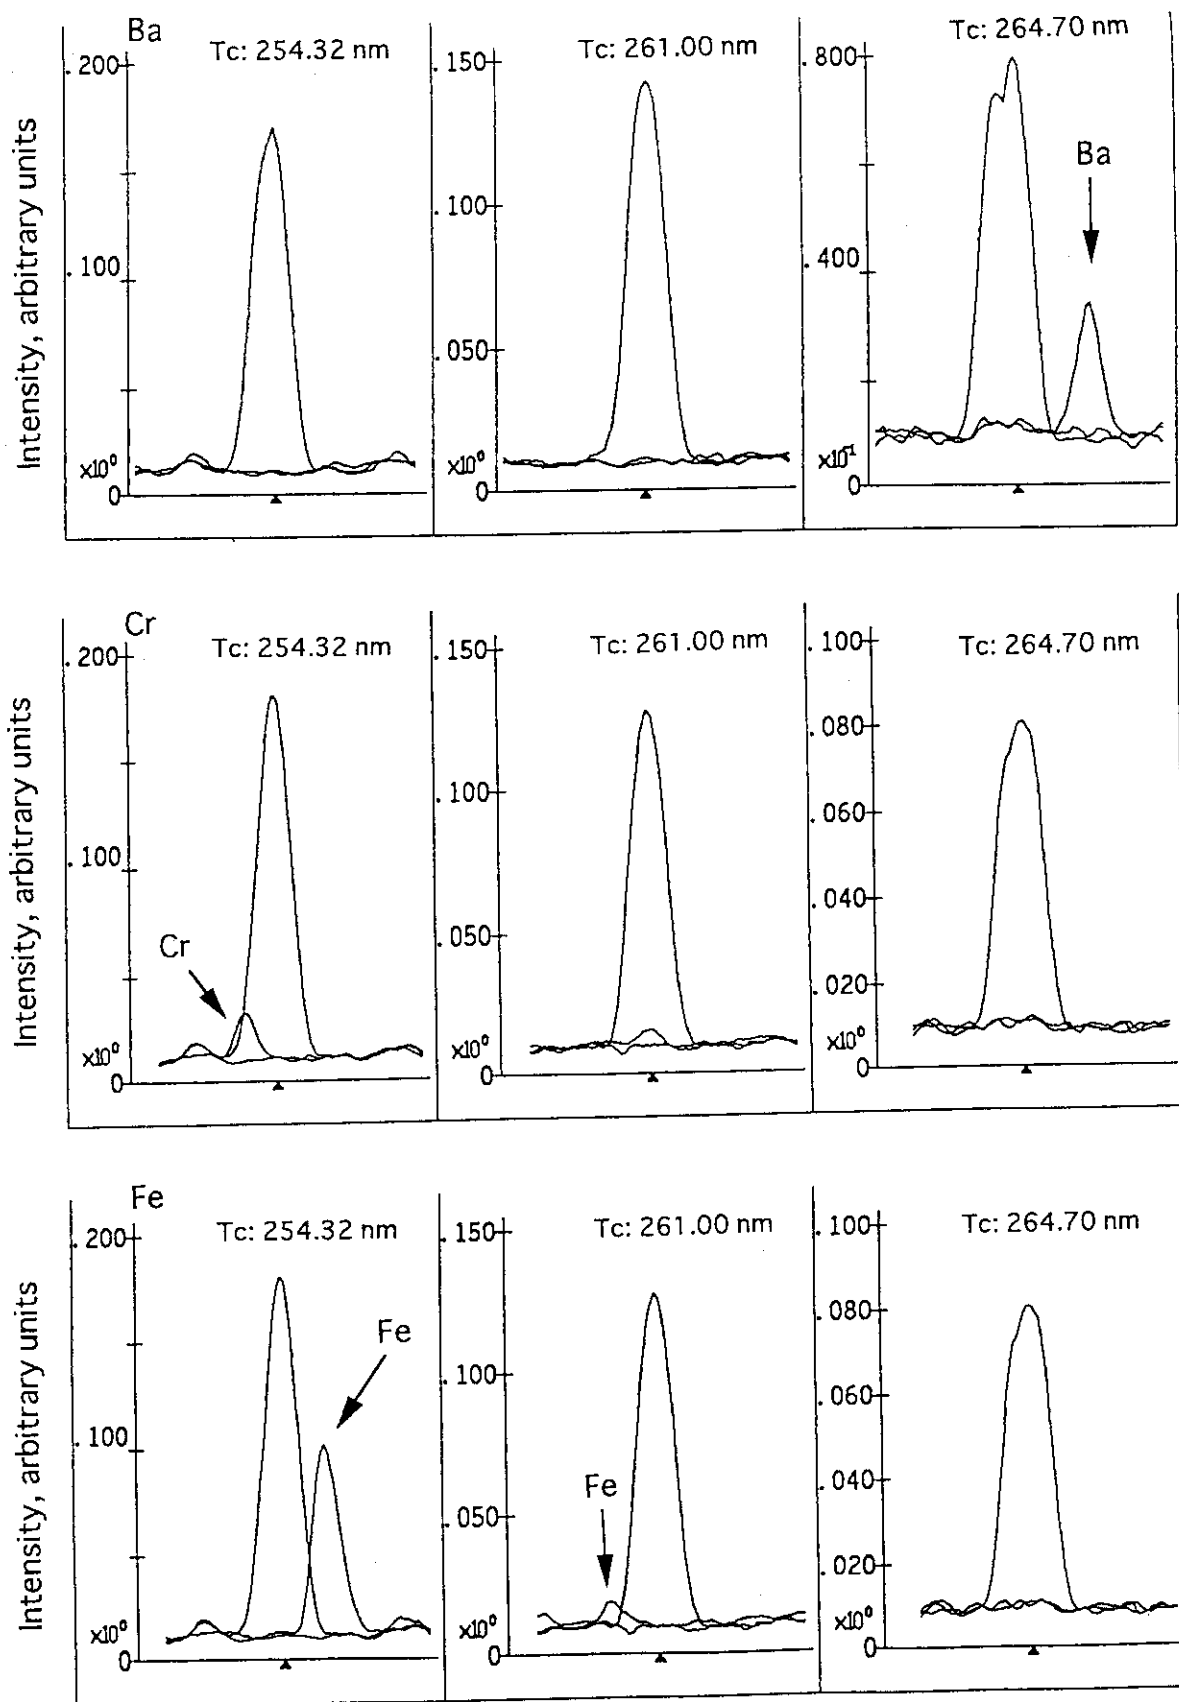 Ba
Tc: 254.32 nm
Tc: 261.00 nm
Tc: 264.70 nm
.200
.100
x10⁰
0
.150
.100
.050
x10⁰
0
.800
.400
x10⁻¹
0
Ba
Intensity, arbitrary units
Cr
Tc: 254.32 nm
Tc: 261.00 nm
Tc: 264.70 nm
.200
.100
x10⁰
0
Cr
.150
.100
.050
x10⁰
0
.100
.080
.060
.040
.020
x10⁰
0
Intensity, arbitrary units
Fe
Tc: 254.32 nm
Tc: 261.00 nm
Tc: 264.70 nm
.200
.100
x10⁰
0
Fe
.150
.100
.050
x10⁰
0
Fe
.100
.080
.060
.040
.020
x10⁰
0
Intensity, arbitrary units